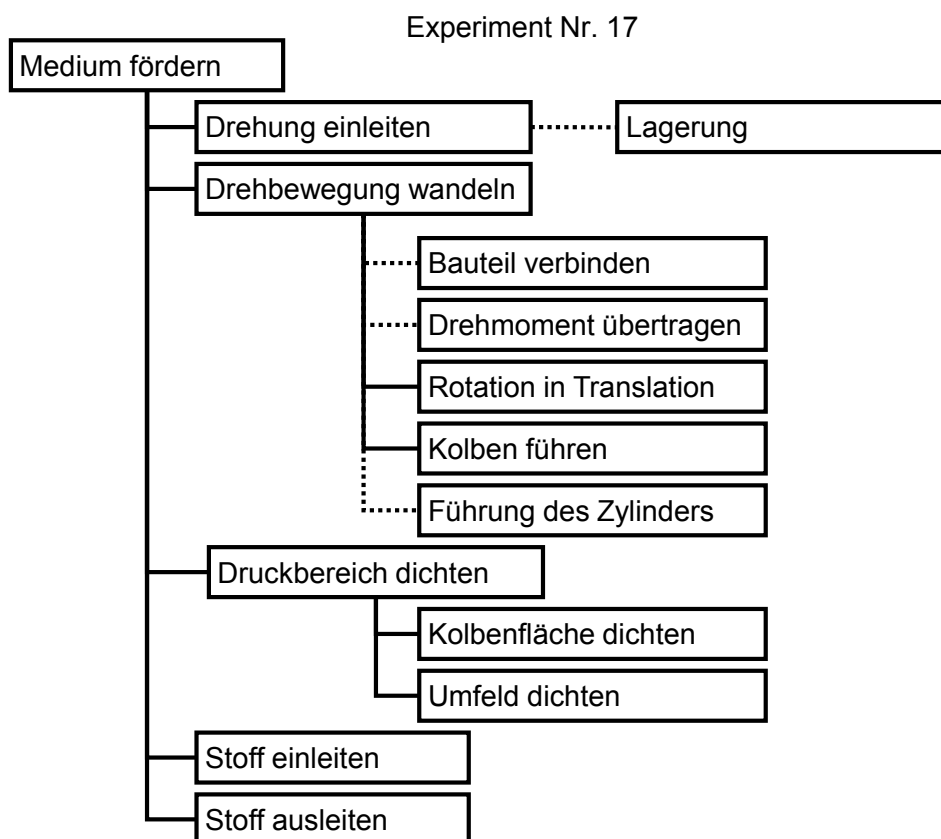 Experiment Nr. 17
Medium fördern
Drehung einleiten
Lagerung
Drehbewegung wandeln
Bauteil verbinden
Drehmoment übertragen
Rotation in Translation
Kolben führen
Führung des Zylinders
Druckbereich dichten
Kolbenfläche dichten
Umfeld dichten
Stoff einleiten
Stoff ausleiten